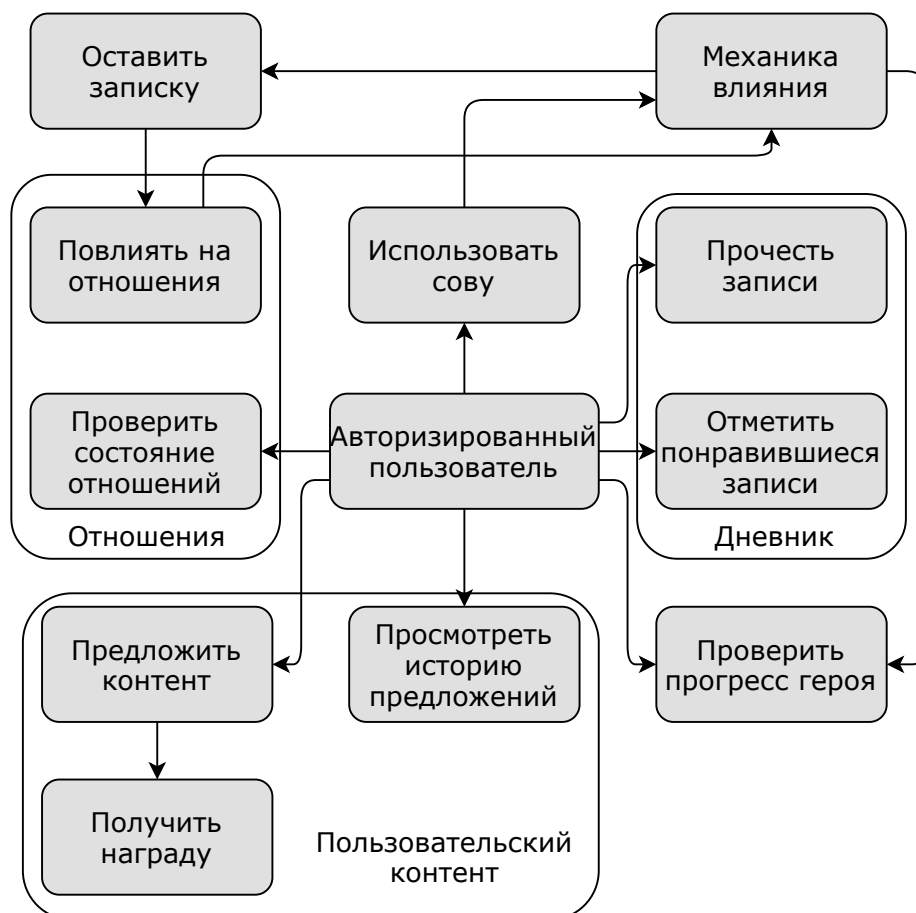 Оставить
записку
Механика
влияния
Повлиять на
отношения
Использовать
сову
Прочесть
записи
Проверить
состояние
отношений
Авторизированный
пользователь
Отметить
понравившиеся
записи
Отношения
Дневник
Предложить
контент
Просмотреть
историю
предложений
Проверить
прогресс героя
Получить
награду
Пользовательский
контент